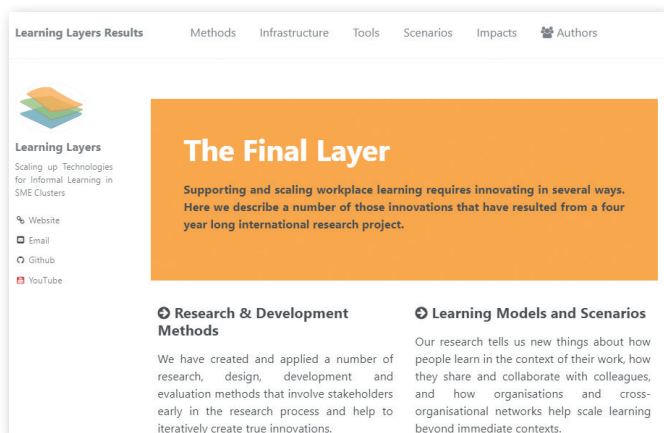 Learning Layers Results
Methods
Infrastructure
Tools
Scenarios
Impacts
Authors
Learning Layers
Scaling up Technologies
for Informal Learning in
SME Clusters
Website
Email
Github
YouTube
The Final Layer
Supporting and scaling workplace learning requires innovating in several ways.
Here we describe a number of those innovations that have resulted from a four
year long international research project.
Research & Development
Methods
We have created and applied a number of
research, design, development and
evaluation methods that involve stakeholders
early in the research process and help to
iteratively create true innovations.
Learning Models and Scenarios
Our research tells us new things about how
people learn in the context of their work, how
they share and collaborate with colleagues,
and how organisations and cross-
organisational networks help scale learning
beyond immediate contexts.